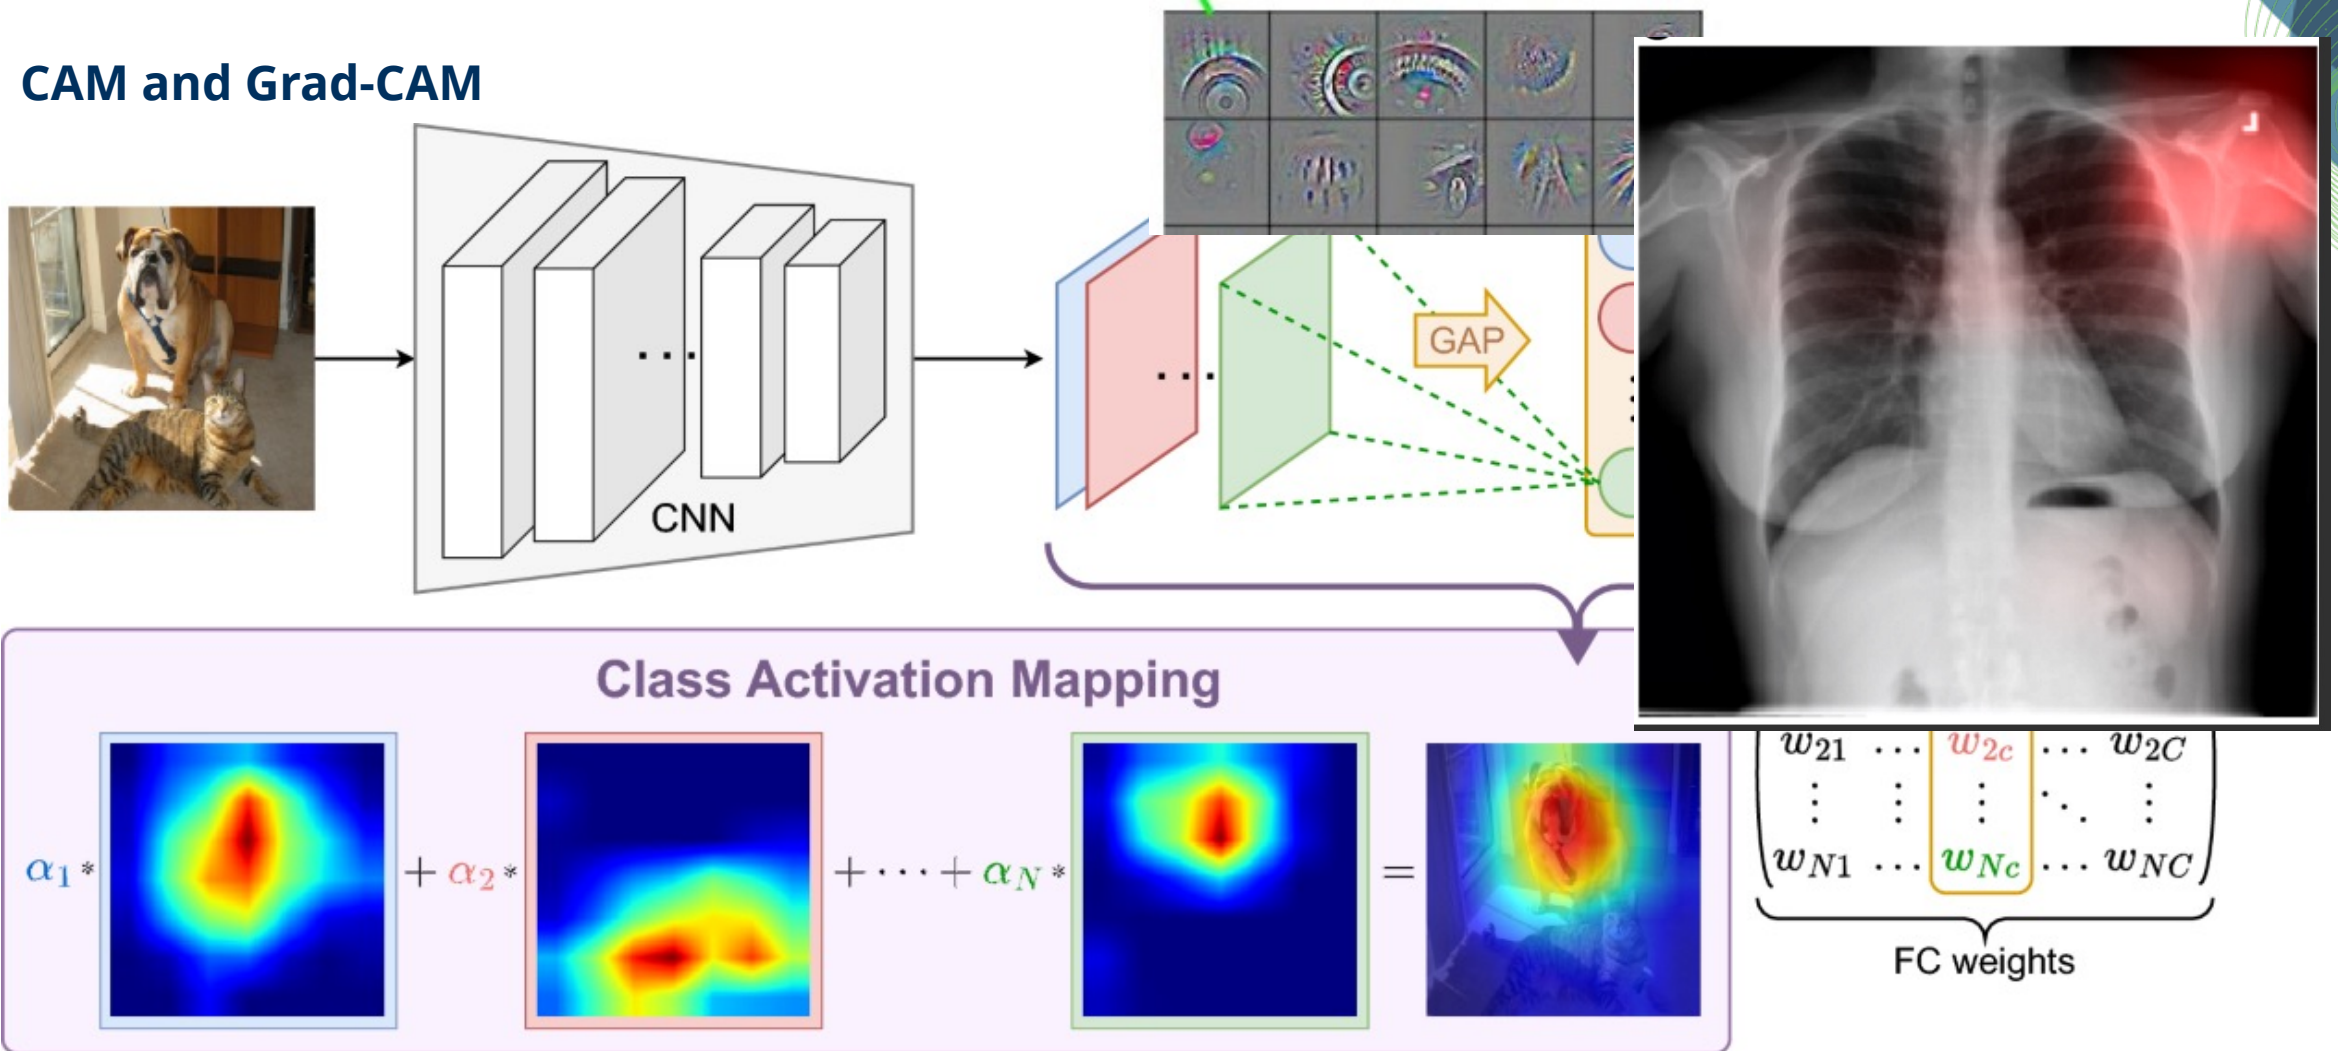 CAM and Grad-CAM
CNN
GAP
Class Activation Mapping
α1 * + α2 * + ··· + αN * =
w21 ... w2c ... w2C
wN1 ... wNc ... wNC
FC weights